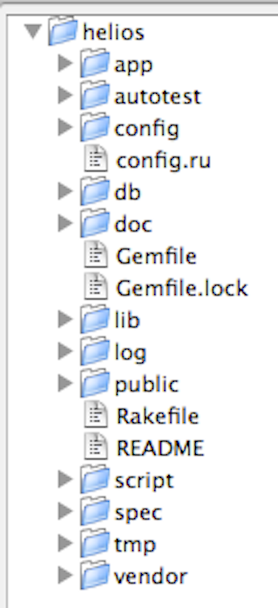 helios
app
autotest
config
config.ru
db
doc
Gemfile
Gemfile.lock
lib
log
public
Rakefile
README
script
spec
tmp
vendor